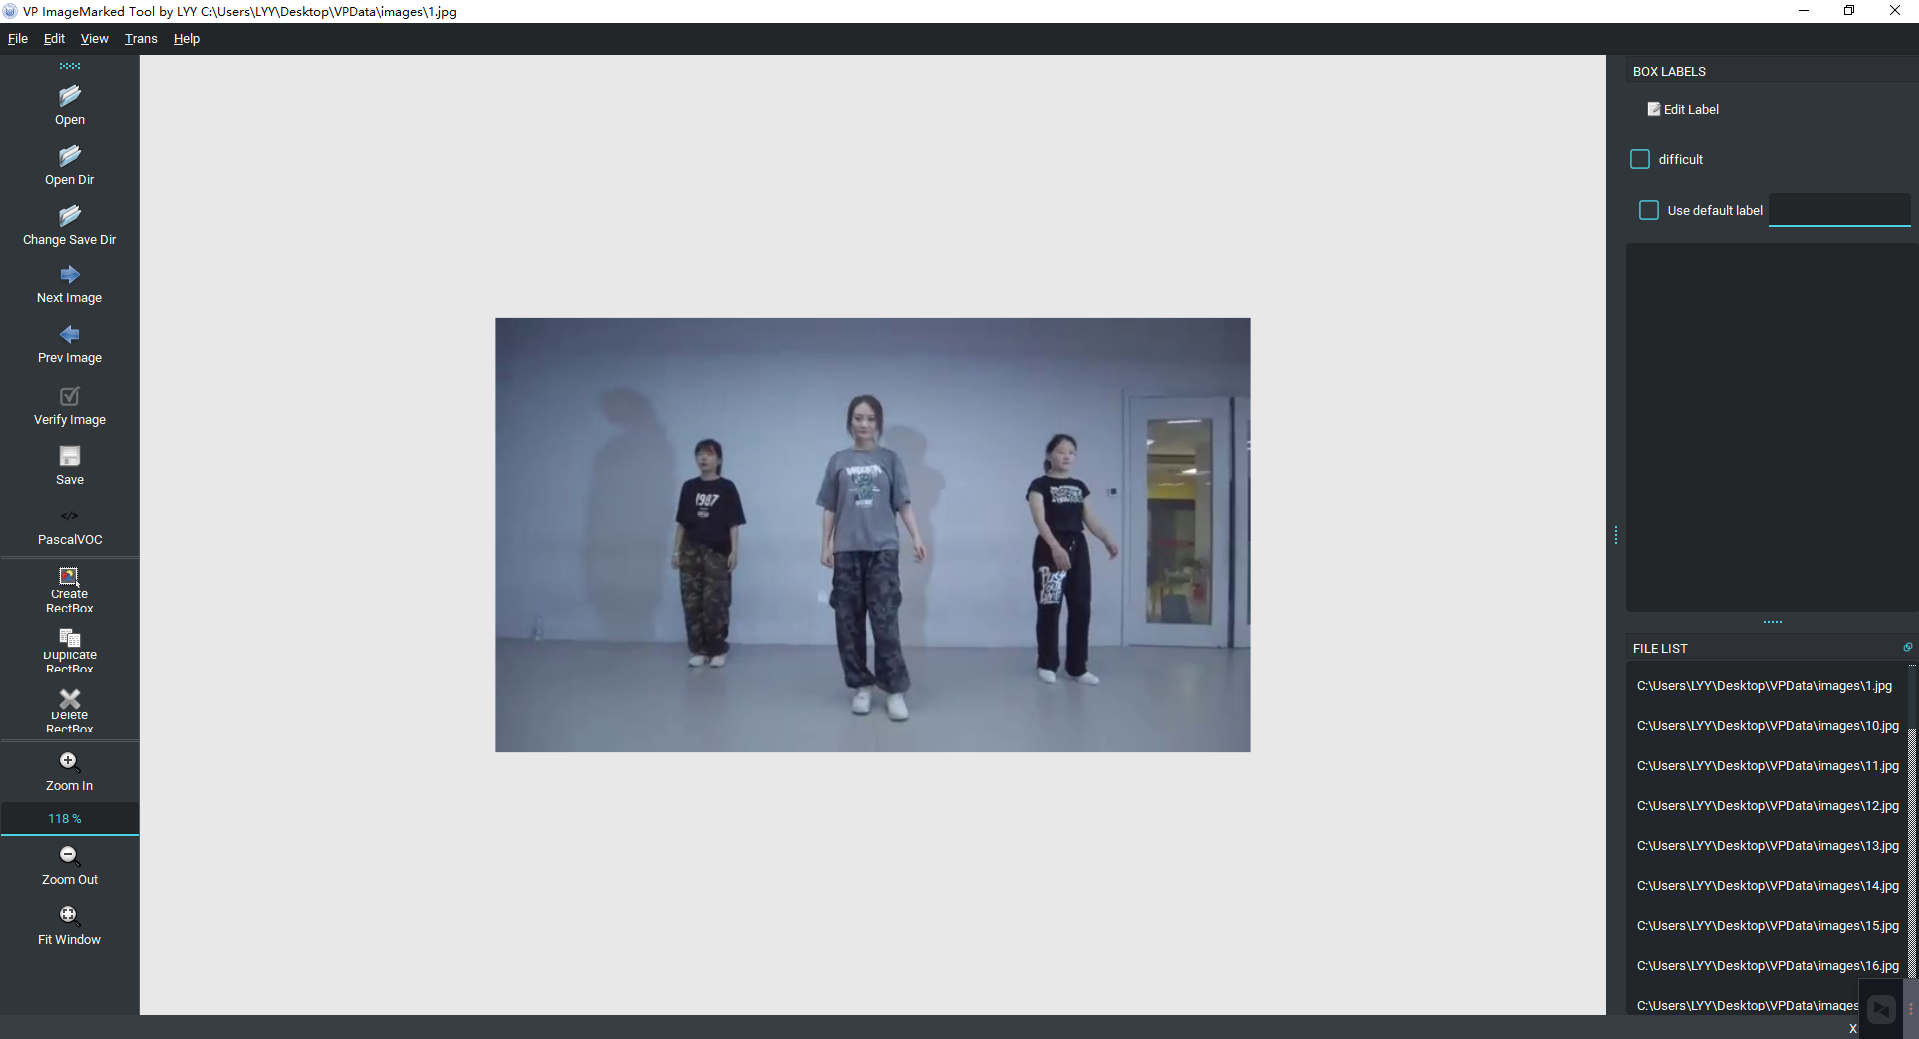 VP ImageMarked Tool by LYY C:\Users\LYY\Desktop\VPData\images\1.jpg
File Edit View Trans Help
Open
Open Dir
Change Save Dir
Next Image
Prev Image
Verify Image
Save
</>
PascalVOC
Create
RectBox
Duplicate
RectBox
Delete
RectBox
Zoom In
118 %
Zoom Out
Fit Window
1987
BOX LABELS
Edit Label
difficult
Use default label
FILE LIST
C:\Users\LYY\Desktop\VPData\images\1.jpg
C:\Users\LYY\Desktop\VPData\images\10.jpg
C:\Users\LYY\Desktop\VPData\images\11.jpg
C:\Users\LYY\Desktop\VPData\images\12.jpg
C:\Users\LYY\Desktop\VPData\images\13.jpg
C:\Users\LYY\Desktop\VPData\images\14.jpg
C:\Users\LYY\Desktop\VPData\images\15.jpg
C:\Users\LYY\Desktop\VPData\images\16.jpg
C:\Users\LYY\Desktop\VPData\images
X